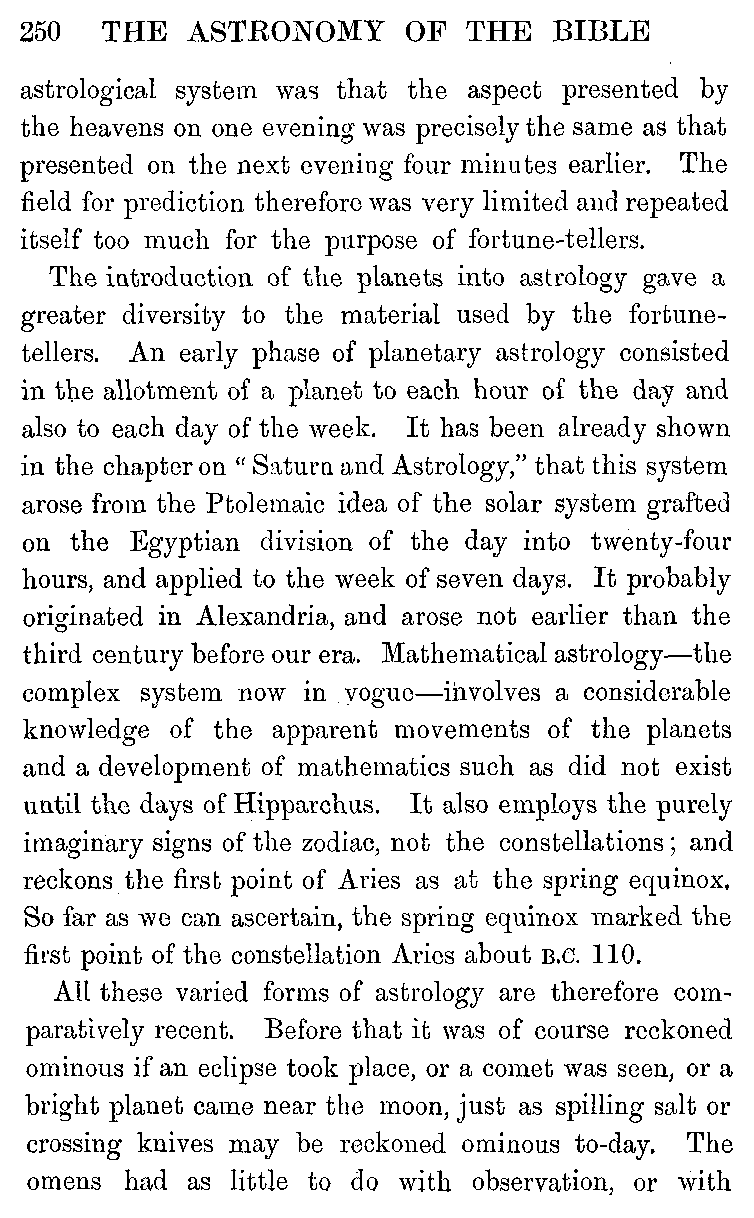 250 THE ASTRONOMY OF THE BIBLE
astrological system was that the aspect presented by
the heavens on one evening was precisely the same as that
presented on the next evening four minutes earlier. The
field for prediction therefore was very limited and repeated
itself too much for the purpose of fortune-tellers.
The introduction of the planets into astrology gave a
greater diversity to the material used by the fortune-
tellers. An early phase of planetary astrology consisted
in the allotment of a planet to each hour of the day and
also to each day of the week. It has been already shown
in the chapter on “Saturn and Astrology,” that this system
arose from the Ptolemaic idea of the solar system grafted
on the Egyptian division of the day into twenty-four
hours, and applied to the week of seven days. It probably
originated in Alexandria, and arose not earlier than the
third century before our era. Mathematical astrology—the
complex system now in vogue—involves a considerable
knowledge of the apparent movements of the planets
and a development of mathematics such as did not exist
until the days of Hipparchus. It also employs the purely
imaginary signs of the zodiac, not the constellations; and
reckons the first point of Aries as at the spring equinox.
So far as we can ascertain, the spring equinox marked the
first point of the constellation Aries about B.C. 110.
All these varied forms of astrology are therefore com-
paratively recent. Before that it was of course reckoned
ominous if an eclipse took place, or a comet was seen, or a
bright planet came near the moon, just as spilling salt or
crossing knives may be reckoned ominous to-day. The
omens had as little to do with observation, or with